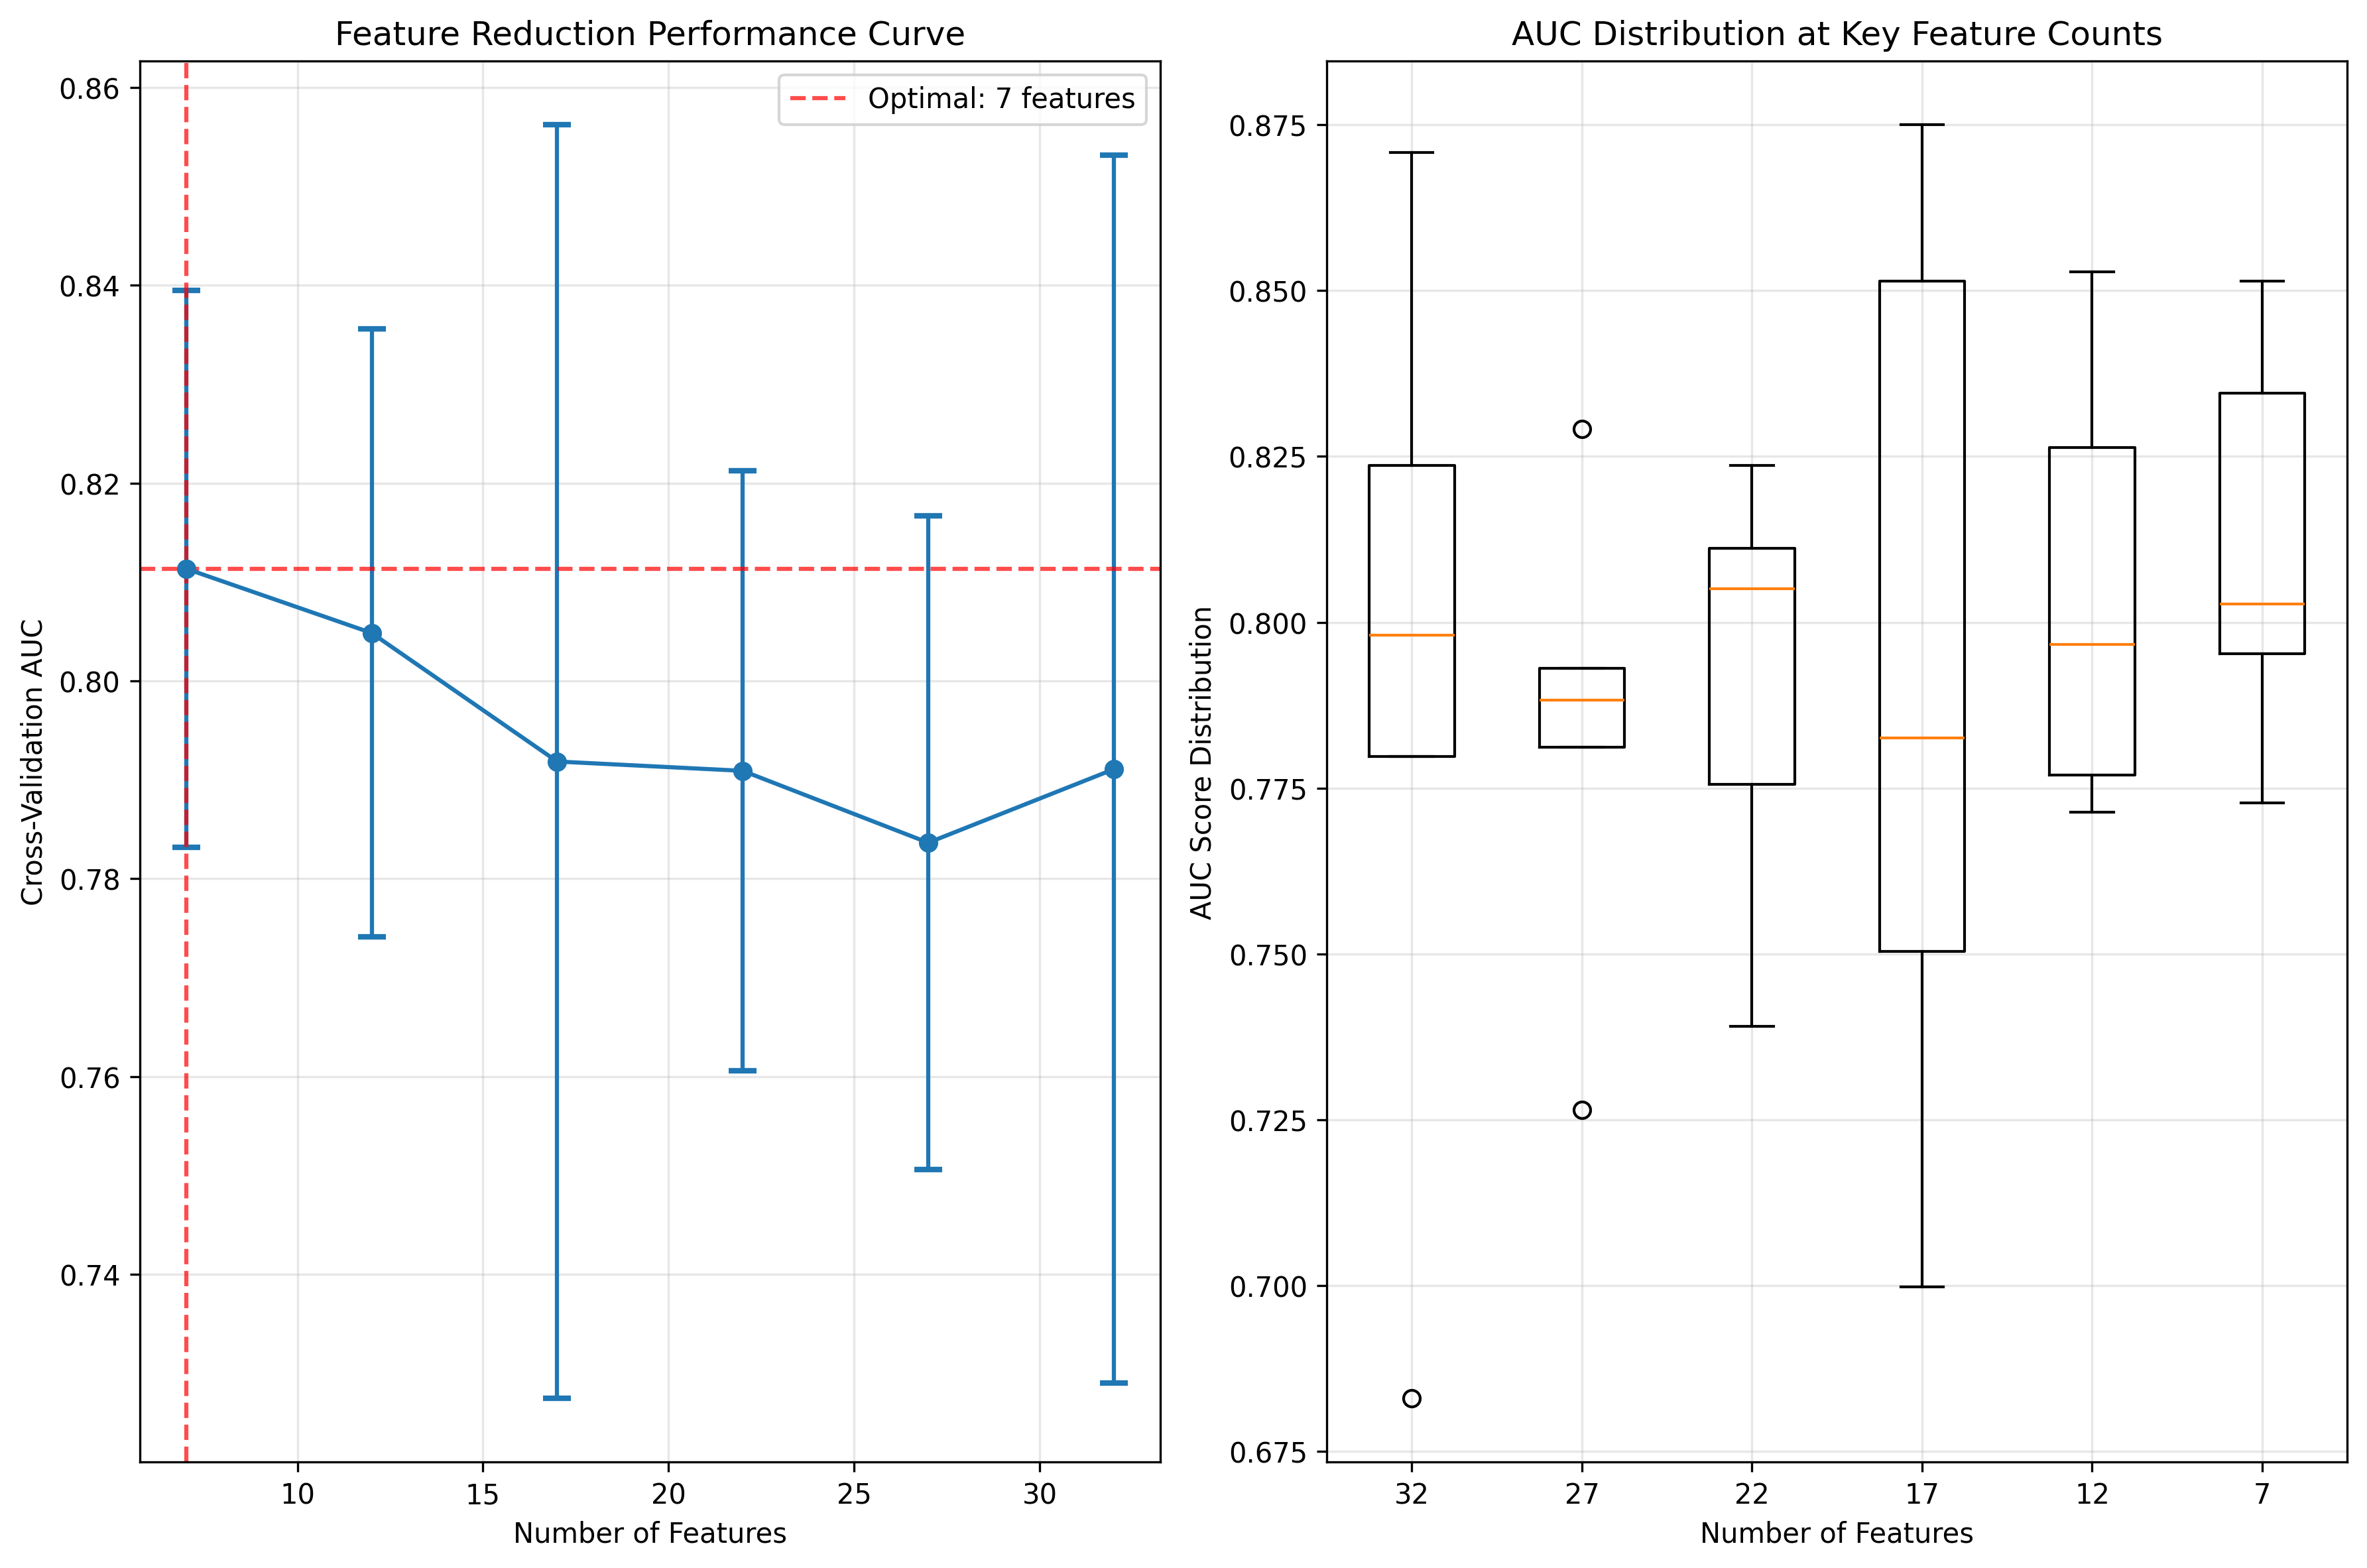 Feature Reduction Performance Curve
Optimal: 7 features
0.86
0.84
0.82
0.80
0.78
0.76
0.74
Cross-Validation AUC
10 15 20 25 30
Number of Features
AUC Distribution at Key Feature Counts
0.875
0.850
0.825
0.800
0.775
0.750
0.725
0.700
0.675
AUC Score Distribution
32 27 22 17 12 7
Number of Features